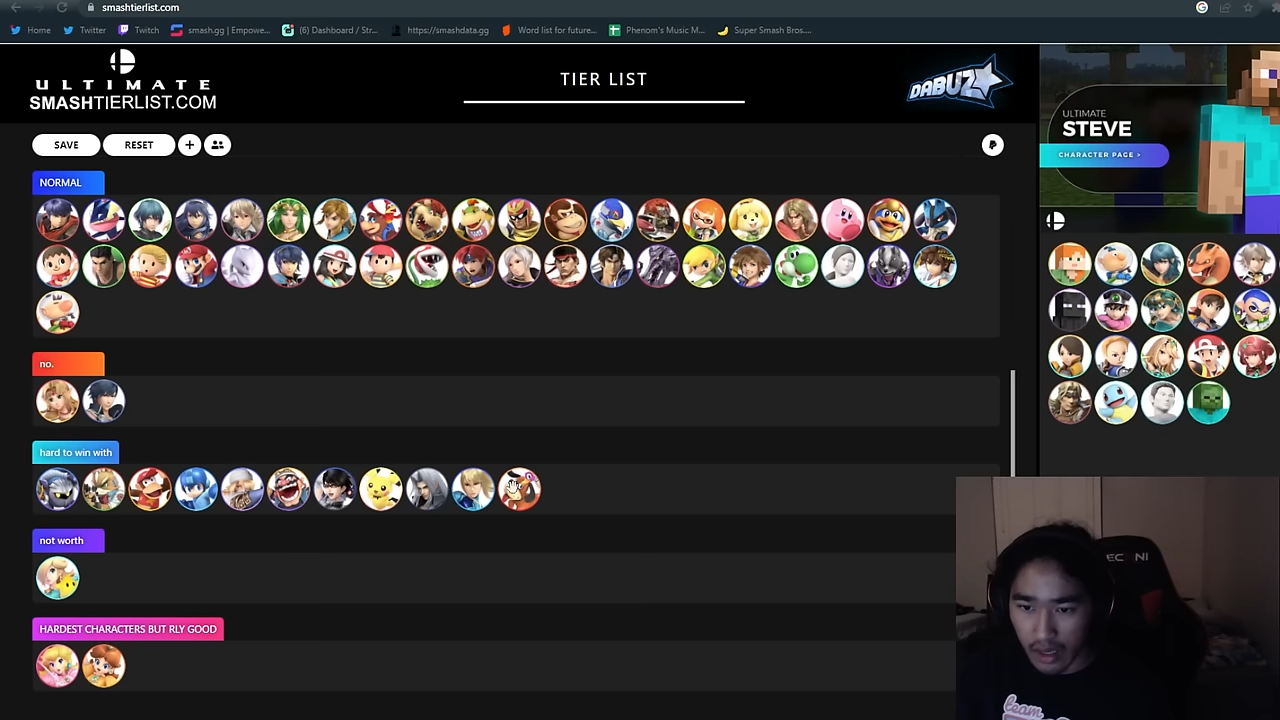 smashtierlist.com
Home
Twitter
Twitch
smash.gg | Empowe...
(6) Dashboard / Str...
https://smashdata.gg
Word list for future...
Phenom's Music M...
Super Smash Bros....
ULTIMATE
SMASHTIERLIST.COM
TIER LIST
DABUZ
ULTIMATE
STEVE
CHARACTER PAGE >
SAVE
RESET
+
NORMAL
no.
hard to win with
not worth
HARDEST CHARACTERS BUT RLY GOOD
team